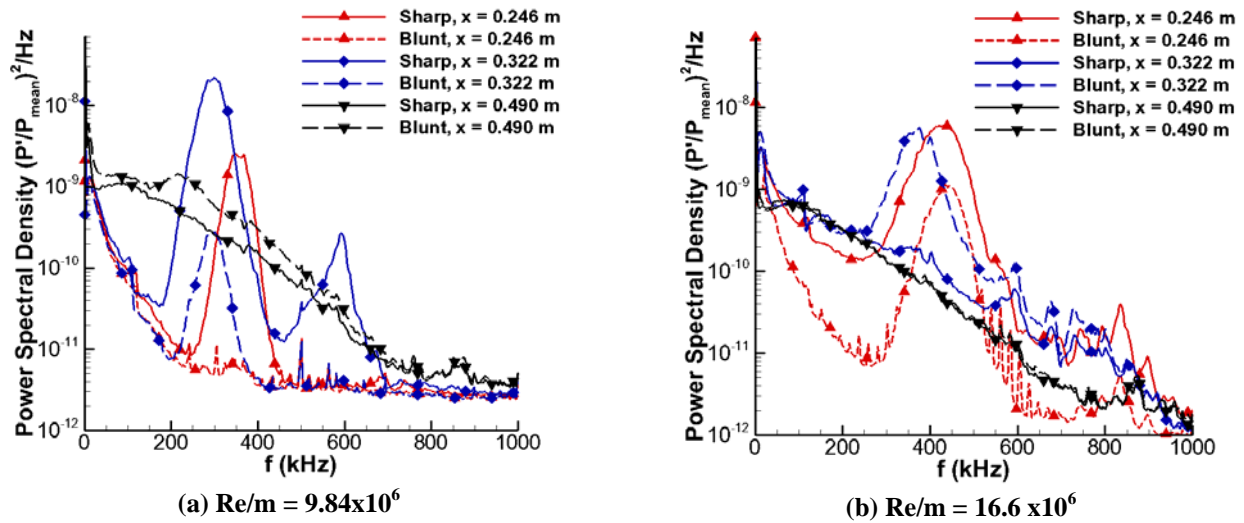 Power Spectral Density (P'/P_mean)²/Hz
Sharp, x = 0.246 m
Blunt, x = 0.246 m
Sharp, x = 0.322 m
Blunt, x = 0.322 m
Sharp, x = 0.490 m
Blunt, x = 0.490 m
10⁻⁸
10⁻⁹
10⁻¹⁰
10⁻¹¹
10⁻¹²
0 200 400 600 800 1000
f (kHz)
(a) Re/m = 9.84x10⁶
Power Spectral Density (P'/P_mean)²/Hz
Sharp, x = 0.246 m
Blunt, x = 0.246 m
Sharp, x = 0.322 m
Blunt, x = 0.322 m
Sharp, x = 0.490 m
Blunt, x = 0.490 m
10⁻⁸
10⁻⁹
10⁻¹⁰
10⁻¹¹
10⁻¹²
0 200 400 600 800 1000
f (kHz)
(b) Re/m = 16.6 x10⁶